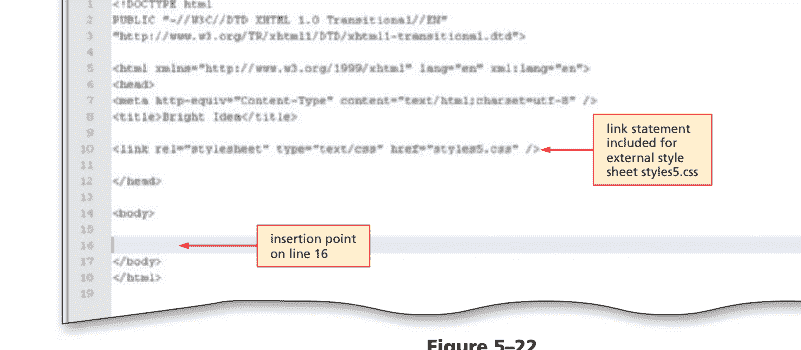 1 <!DOCTYPE html
2 PUBLIC "-//W3C//DTD XHTML 1.0 Transitional//EN"
3 "http://www.w3.org/TR/xhtml1/DTD/xhtml1-transitional.dtd">
4
5 <html xmlns="http://www.w3.org/1999/xhtml" lang="en" xml:lang="en">
6 <head>
7 <meta http-equiv="Content-Type" content="text/html;charset=utf-8" />
8 <title>Bright Idea</title>
9
10 <link rel="stylesheet" type="text/css" href="styles5.css" />
link statement
included for
external style
sheet styles5.css
11
12 </head>
13
14 <body>
15
16
insertion point
on line 16
17 </body>
18 </html>
19
Figure 5–22